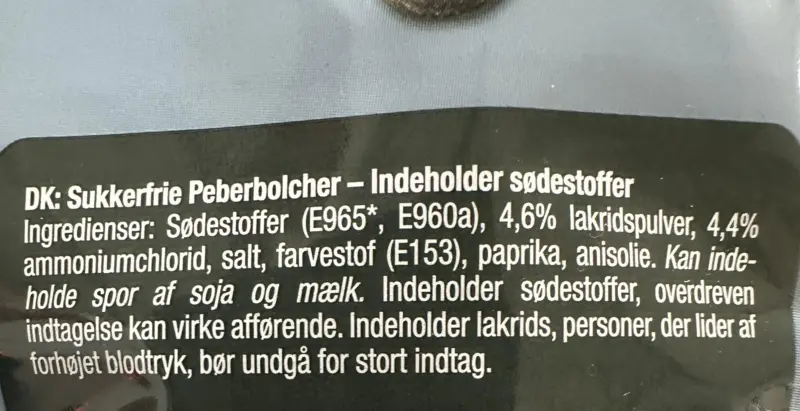 DK: Sukkerfrie Peberbolcher – Indeholder sødestoffer
Ingredienser: Sødestoffer (E965*, E960a), 4,6% lakridspulver, 4,4%
ammoniumchlorid, salt, farvestof (E153), paprika, anisolie. Kan inde-
holde spor af soja og mælk. Indeholder sødestoffer, overdreven
indtagelse kan virke afførende. Indeholder lakrids, personer, der lider af
forhøjet blodtryk, bør undgå for stort indtag.